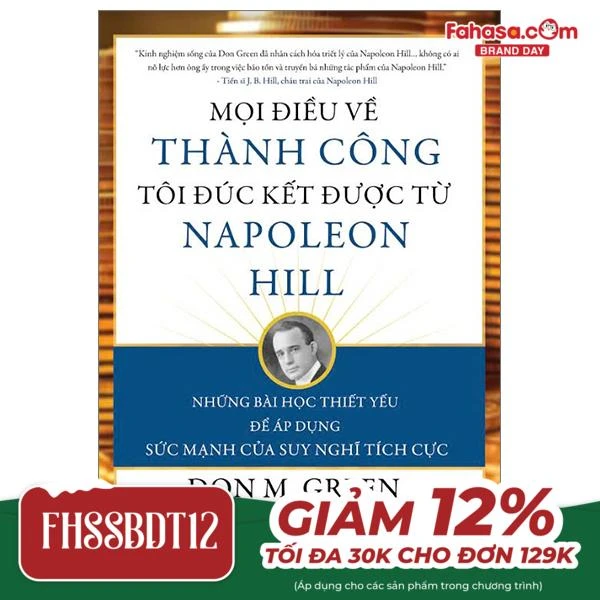 Fahasa.com
BRAND DAY
"Kinh nghiệm sống của Don Green đã nhân cách hóa triết lý của Napoleon Hill... không có ai
nỗ lực hơn ông ấy trong việc bảo tồn và truyền bá những tác phẩm của Napoleon Hill."
- Tiến sĩ J. B. Hill, cháu trai của Napoleon Hill
MỌI ĐIỀU VỀ
THÀNH CÔNG
TÔI ĐÚC KẾT ĐƯỢC TỪ
NAPOLEON
HILL
NHỮNG BÀI HỌC THIẾT YẾU
ĐỂ ÁP DỤNG
SỨC MẠNH CỦA SUY NGHĨ TÍCH CỰC
DON M. GREEN
FHSSBDT12
GIẢM 12%
TỐI ĐA 30K CHO ĐƠN 129K
(Áp dụng cho các sản phẩm trong chương trình)